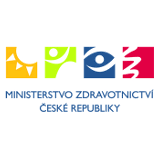 MINISTERSTVO ZDRAVOTNICTVÍ
ČESKÉ REPUBLIKY